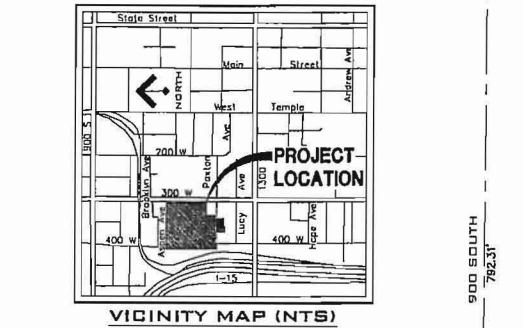 State Street
Main Street
Andrew Ave
NORTH
West Temple
900 S
700 W
Ave
Brooklyn Ave
Paxton Ave
1300
PROJECT
LOCATION
300 W
Aspen Ave
400 W
Lucy
400 W
Hope Ave
I-15
VICINITY MAP (NTS)
900 SOUTH
792.31'